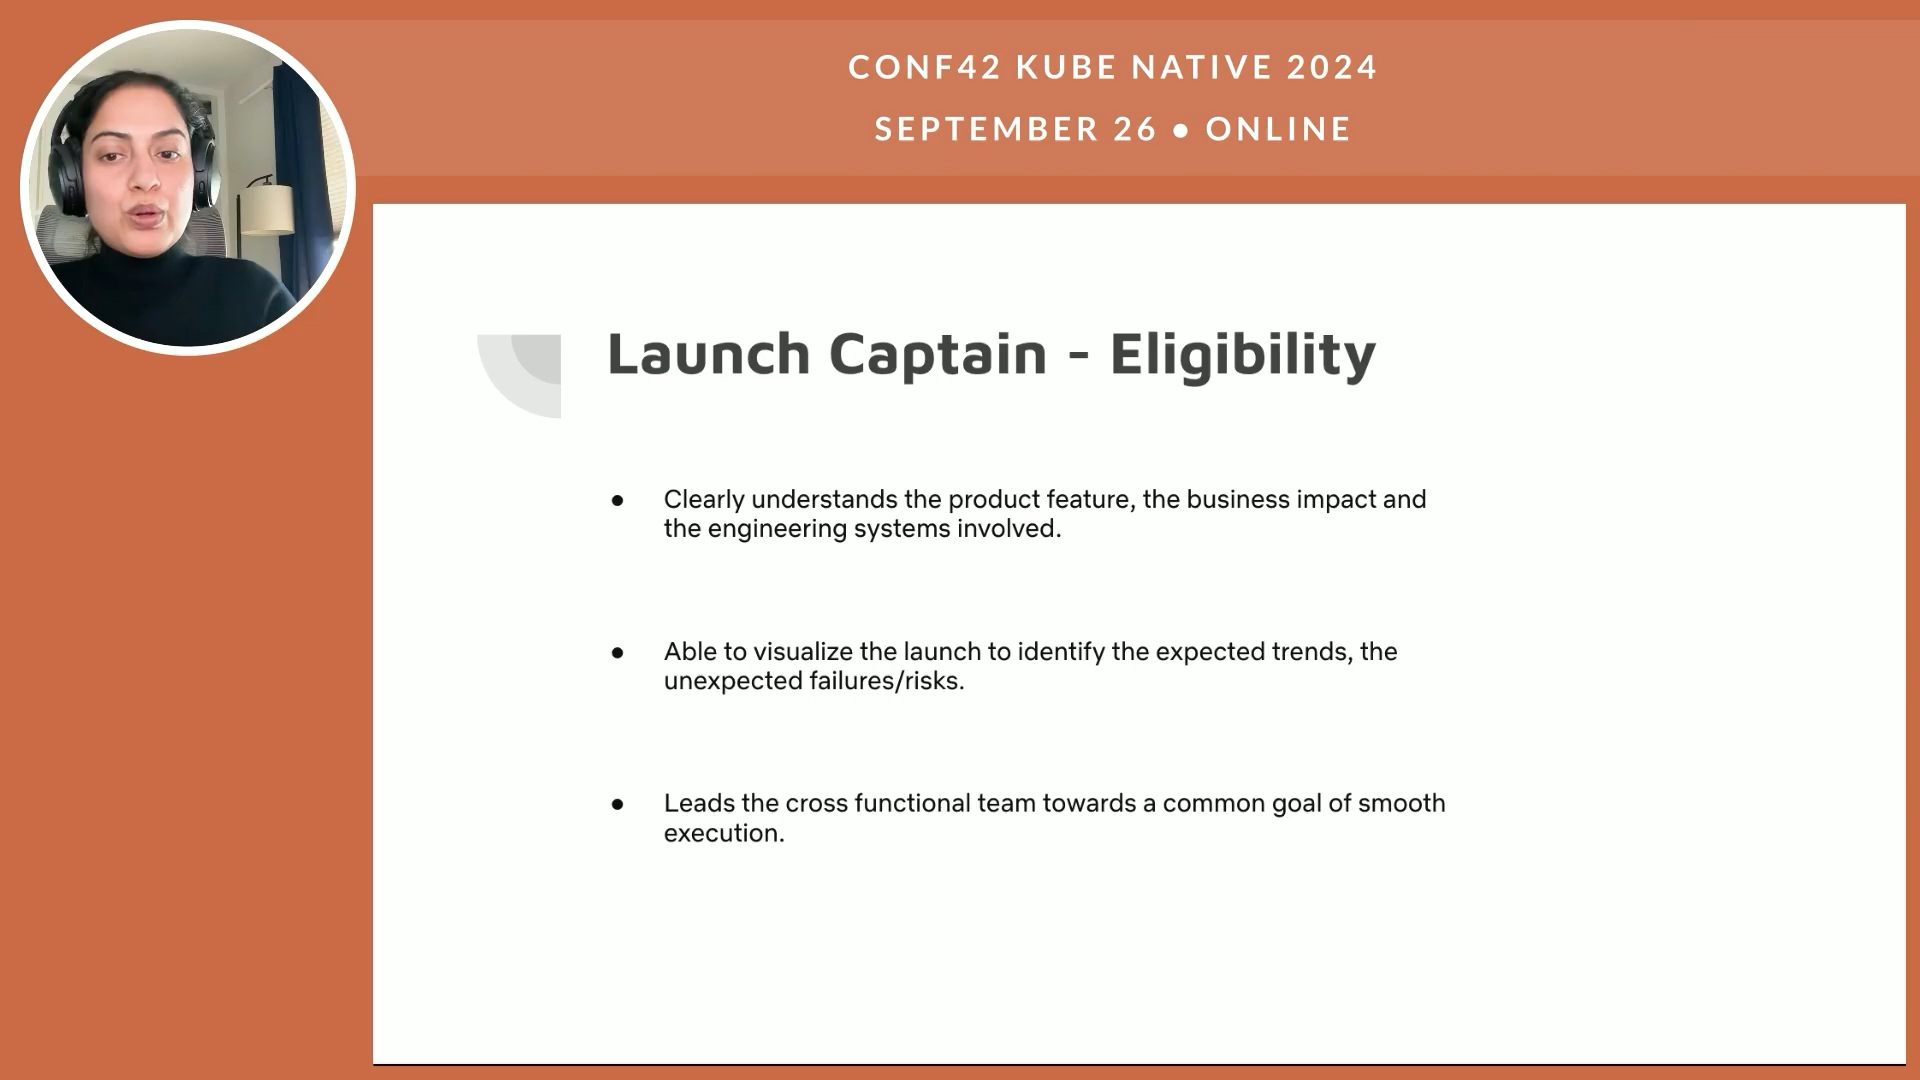 CONF42 KUBE NATIVE 2024
SEPTEMBER 26 ● ONLINE
Launch Captain - Eligibility
● Clearly understands the product feature, the business impact and
the engineering systems involved.
● Able to visualize the launch to identify the expected trends, the
unexpected failures/risks.
● Leads the cross functional team towards a common goal of smooth
execution.